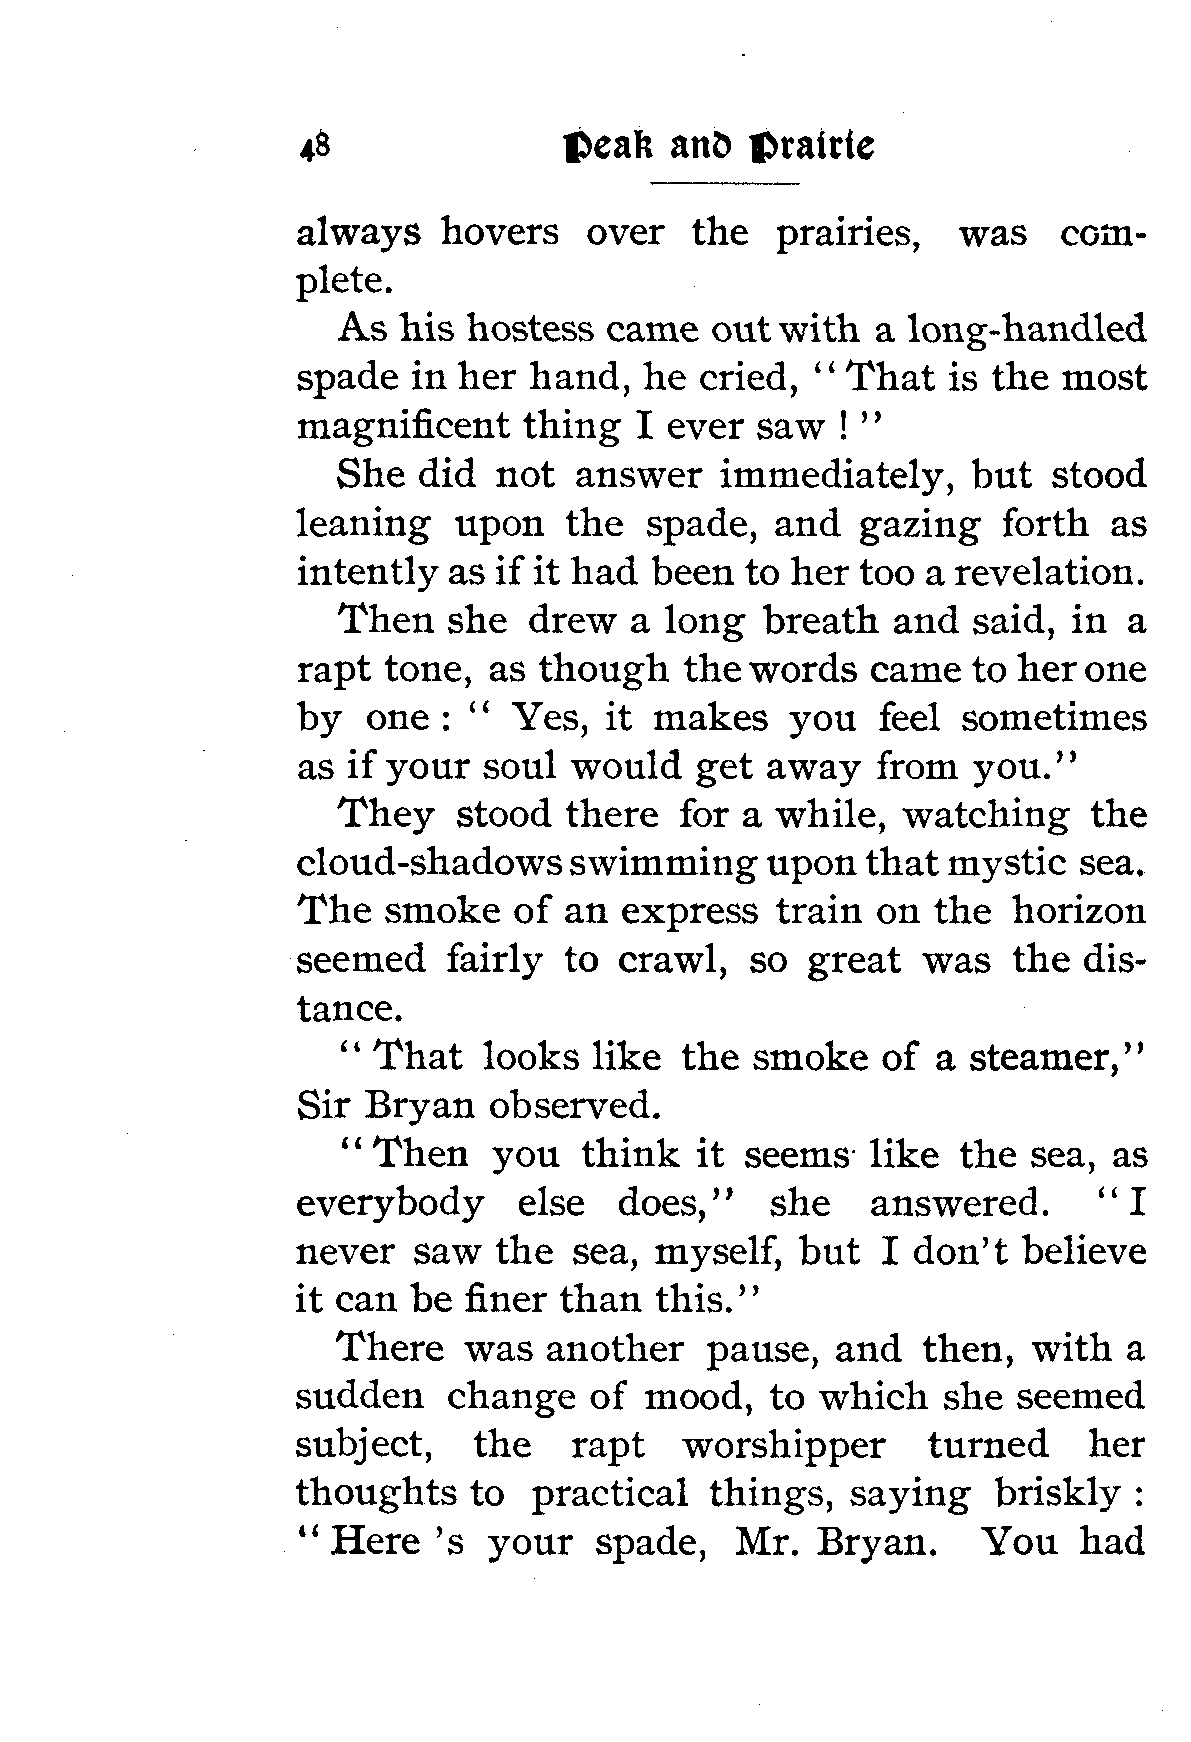 48 Peak and Prairie
always hovers over the prairies, was com-
plete.
As his hostess came out with a long-handled
spade in her hand, he cried, "That is the most
magnificent thing I ever saw!"
She did not answer immediately, but stood
leaning upon the spade, and gazing forth as
intently as if it had been to her too a revelation.
Then she drew a long breath and said, in a
rapt tone, as though the words came to her one
by one: "Yes, it makes you feel sometimes
as if your soul would get away from you."
They stood there for a while, watching the
cloud-shadows swimming upon that mystic sea.
The smoke of an express train on the horizon
seemed fairly to crawl, so great was the dis-
tance.
"That looks like the smoke of a steamer,"
Sir Bryan observed.
"Then you think it seems like the sea, as
everybody else does," she answered. "I
never saw the sea, myself, but I don't believe
it can be finer than this."
There was another pause, and then, with a
sudden change of mood, to which she seemed
subject, the rapt worshipper turned her
thoughts to practical things, saying briskly:
"Here's your spade, Mr. Bryan. You had